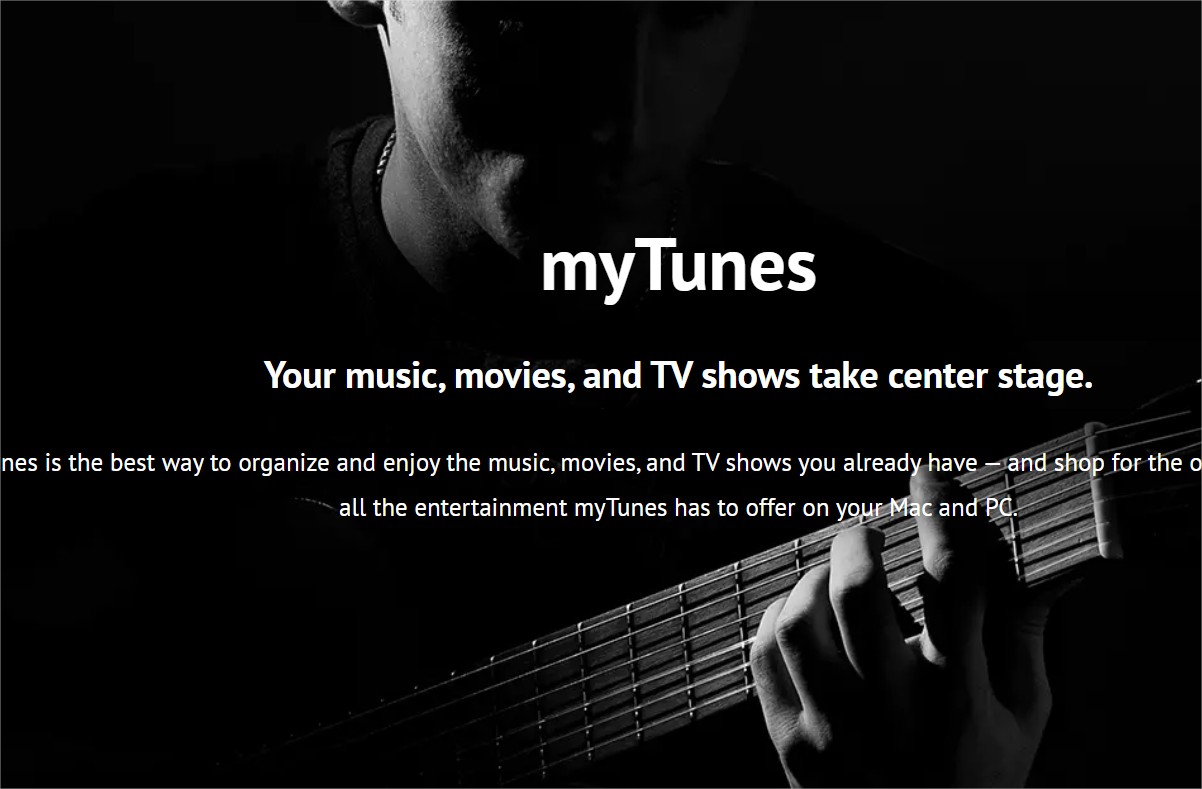 myTunes
Your music, movies, and TV shows take center stage.
nes is the best way to organize and enjoy the music, movies, and TV shows you already have — and shop for the o
all the entertainment myTunes has to offer on your Mac and PC.